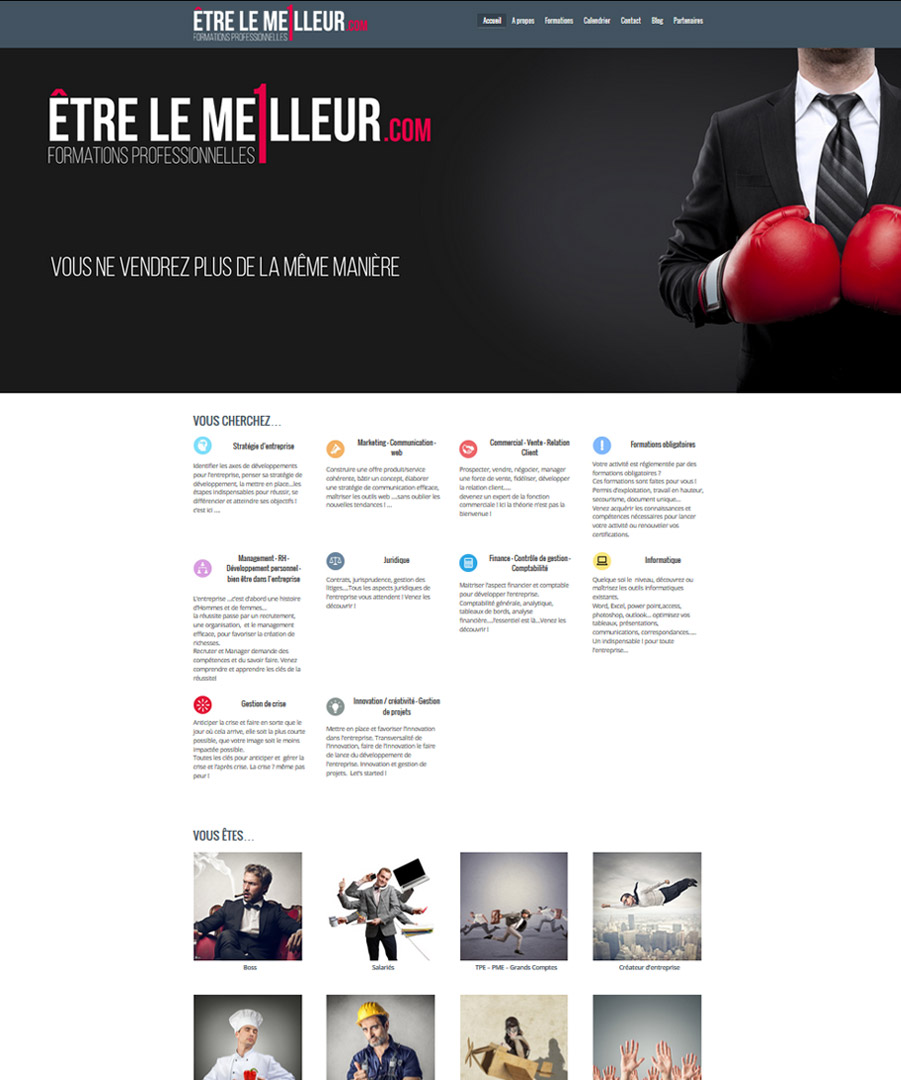 ÊTRE LE ME1LLEUR.COM
FORMATIONS PROFESSIONNELLES
Accueil A propos Formations Calendrier Contact Blog Partenaires
ÊTRE LE ME1LLEUR.COM
FORMATIONS PROFESSIONNELLES
VOUS NE VENDREZ PLUS DE LA MÊME MANIÈRE
VOUS CHERCHEZ...
Stratégie d'entreprise
Identifier les axes de développements
pour l'entreprise, penser sa stratégie de
développement, la mettre en place...les
étapes indispensables pour réussir, se
différencier et attendre ses objectifs !
c'est ici ....
Marketing - Communication -
web
Construire une offre produit/service
cohérente, bâtir un concept, élaborer
une stratégie de communication efficace,
maîtriser les outils web ....sans oublier les
nouvelles tendances ! ...
Commercial - Vente - Relation
Client
Prospecter, vendre, négocier, manager
une force de vente, fidéliser, développer
la relation client.....
devenez un expert de la fonction
commerciale ! Ici la théorie n'est pas la
bienvenue !
Formations obligatoires
Votre activité est réglementée par des
formations obligatoires ?
Ces formations sont faites pour vous !
Permis d'exploitation, travail en hauteur,
secourisme, document unique...
Venez acquérir les connaissances et
compétences nécessaires pour lancer
votre activité ou renouveler vos
certifications.
Management - RH -
Développement personnel -
bien être dans l'entreprise
L'entreprise ...c'est d'abord une histoire
d'Hommes et de femmes...
la réussite passe par un recrutement,
une organisation, et le management
efficace, pour favoriser la création de
richesses.
Recruter et Manager demande des
compétences et du savoir faire. Venez
comprendre et apprendre les clés de la
réussite!
Juridique
Contrats, jurisprudence, gestion des
litiges....Tous les aspects juridiques de
l'entreprise vous attendent ! Venez les
découvrir !
Finance - Contrôle de gestion -
Comptabilité
Maitriser l'aspect financier et comptable
pour développer l'entreprise.
Comptabilité générale, analytique,
tableaux de bords, analyse
financière....l'essentiel est là...Venez les
découvrir !
Informatique
Quelque soi le niveau, découvrez ou
maîtrisez les outils informatiques
existants.
Word, Excel, power point,access,
photoshop, outlook... optimisez vos
tableaux, présentations,
communications, correspondances.....
Un indispensable ! pour toute
l'entreprise...
Gestion de crise
Anticiper la crise et faire en sorte que le
jour où cela arrive, elle soit la plus courte
possible, que votre image soit le moins
impactée possible.
Toutes les clés pour anticiper et gérer la
crise et l'après crise. La crise ? même pas
peur !
Innovation / créativité - Gestion
de projets
Mettre en place et favoriser l'innovation
dans l'entreprise. Transversalité de
l'innovation, faire de l'innovation le faire
de lance du développement de
l'entreprise. Innovation et gestion de
projets. Let's started !
VOUS ÊTES...
Boss
Salariés
TPE – PME – Grands Comptes
Créateur d'entreprise